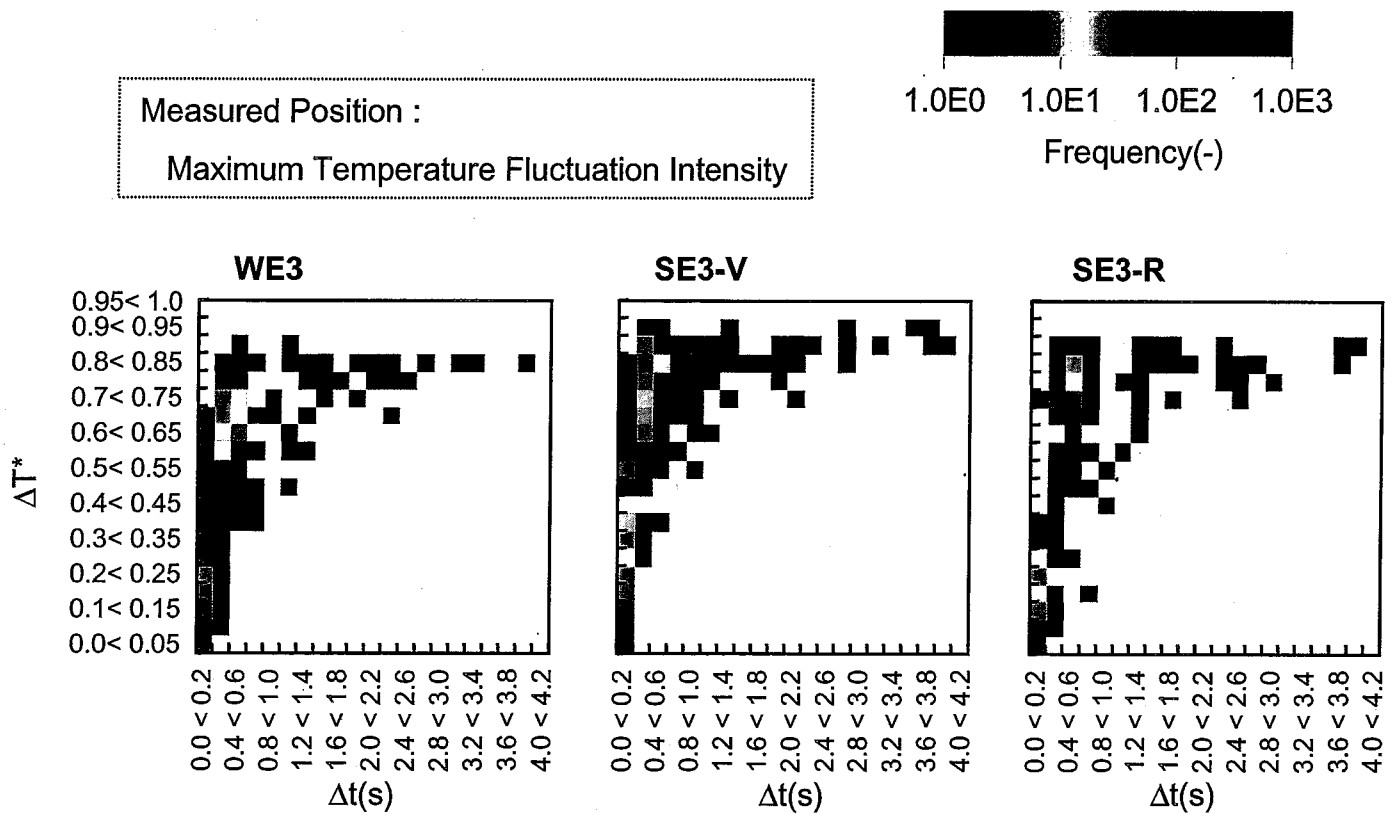 1.0E0 1.0E1 1.0E2 1.0E3
Frequency(-)
Measured Position :
Maximum Temperature Fluctuation Intensity
WE3 SE3-V SE3-R
ΔT*
0.95< 1.0
0.9< 0.95
0.8< 0.85
0.7< 0.75
0.6< 0.65
0.5< 0.55
0.4< 0.45
0.3< 0.35
0.2< 0.25
0.1< 0.15
0.0< 0.05
0.0 < 0.2
0.4 < 0.6
0.8 < 1.0
1.2 < 1.4
1.6 < 1.8
2.0 < 2.2
2.4 < 2.6
2.8 < 3.0
3.2 < 3.4
3.6 < 3.8
4.0 < 4.2
Δt(s)
0.0 < 0.2
0.4 < 0.6
0.8 < 1.0
1.2 < 1.4
1.6 < 1.8
2.0 < 2.2
2.4 < 2.6
2.8 < 3.0
3.2 < 3.4
3.6 < 3.8
4.0 < 4.2
Δt(s)
0.0 < 0.2
0.4 < 0.6
0.8 < 1.0
1.2 < 1.4
1.6 < 1.8
2.0 < 2.2
2.4 < 2.6
2.8 < 3.0
3.2 < 3.4
3.6 < 3.8
4.0 < 4.2
Δt(s)